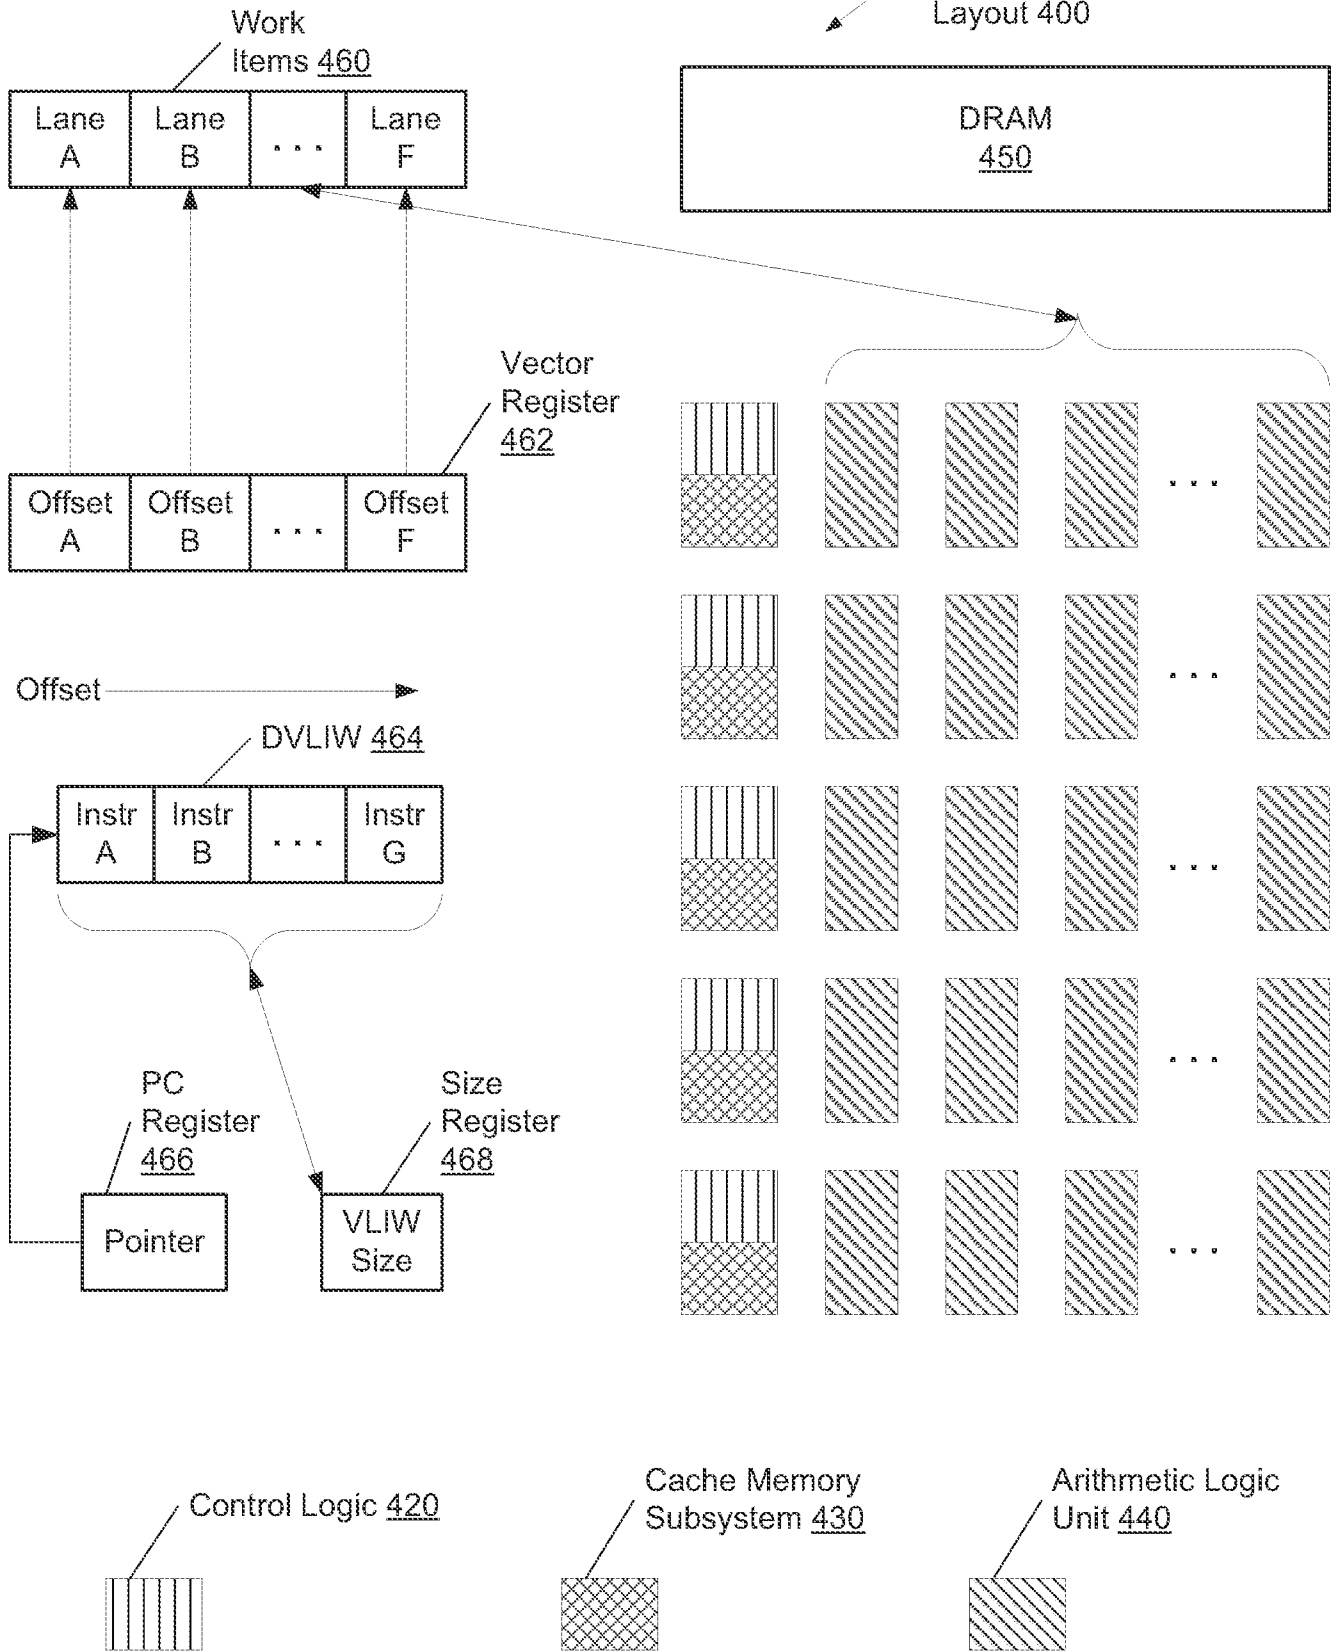 Layout 400
Work
Items 460
Lane
A
Lane
B
. . .
Lane
F
DRAM
450
Vector
Register
462
Offset
A
Offset
B
. . .
Offset
F
. . .
. . .
. . .
. . .
. . .
Offset
DVLIW 464
Instr
A
Instr
B
. . .
Instr
G
PC
Register
466
Size
Register
468
Pointer
VLIW
Size
Control Logic 420
Cache Memory
Subsystem 430
Arithmetic Logic
Unit 440